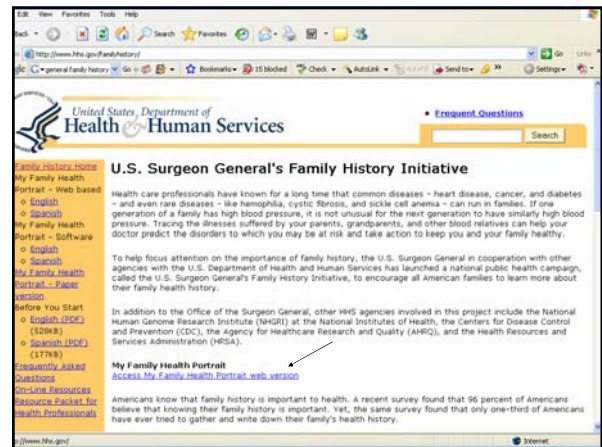 Edit View Favorites Tools Help
Back Search Favorites
http://www.hhs.gov/familyhistory/ Go Links
general family history Go Bookmarks 15 blocked Check AutoLink Send to Settings
United States Department of
Health & Human Services
Frequent Questions
Search
Family History Home
My Family Health
Portrait - Web based
English
Spanish
My Family Health
Portrait - Software
English
Spanish
My Family Health
Portrait - Paper
version
Before You Start
English (PDF)
(528KB)
Spanish (PDF)
(177KB)
Frequently Asked
Questions
On-Line Resources
Resource Packet for
Health Professionals
U.S. Surgeon General's Family History Initiative
Health care professionals have known for a long time that common diseases - heart disease, cancer, and diabetes
- and even rare diseases - like hemophilia, cystic fibrosis, and sickle cell anemia - can run in families. If one
generation of a family has high blood pressure, it is not unusual for the next generation to have similarly high blood
pressure. Tracing the illnesses suffered by your parents, grandparents, and other blood relatives can help your
doctor predict the disorders to which you may be at risk and take action to keep you and your family healthy.
To help focus attention on the importance of family history, the U.S. Surgeon General in cooperation with other
agencies with the U.S. Department of Health and Human Services has launched a national public health campaign,
called the U.S. Surgeon General's Family History Initiative, to encourage all American families to learn more about
their family health history.
In addition to the Office of the Surgeon General, other HHS agencies involved in this project include the National
Human Genome Research Institute (NHGRI) at the National Institutes of Health, the Centers for Disease Control
and Prevention (CDC), the Agency for Healthcare Research and Quality (AHRQ), and the Health Resources and
Services Administration (HRSA).
My Family Health Portrait
Access My Family Health Portrait web version
Americans know that family history is important to health. A recent survey found that 96 percent of Americans
believe that knowing their family history is important. Yet, the same survey found that only one-third of Americans
have ever tried to gather and write down their family's health history.
p://www.hhs.gov/ Internet